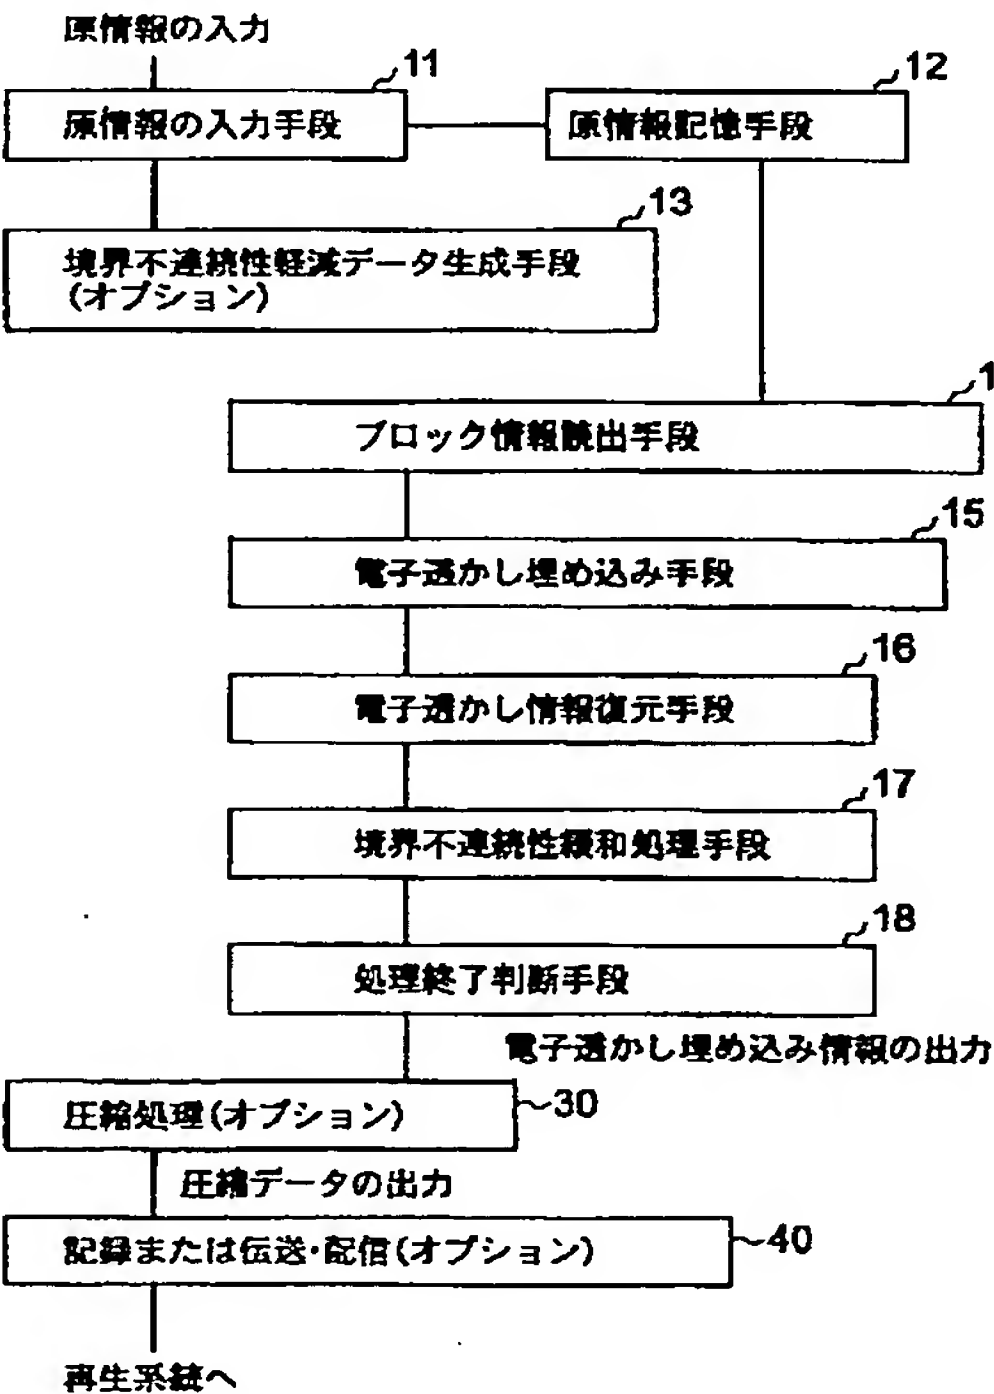 原情報の入力
11
原情報の入力手段
12
原情報記憶手段
13
境界不連続性軽減データ生成手段
(オプション)
1
ブロック情報読出手段
15
電子透かし埋め込み手段
16
電子透かし情報復元手段
17
境界不連続性緩和処理手段
18
処理終了判断手段
電子透かし埋め込み情報の出力
圧縮処理(オプション)
30
圧縮データの出力
記録または伝送・配信(オプション)
40
再生系統へ